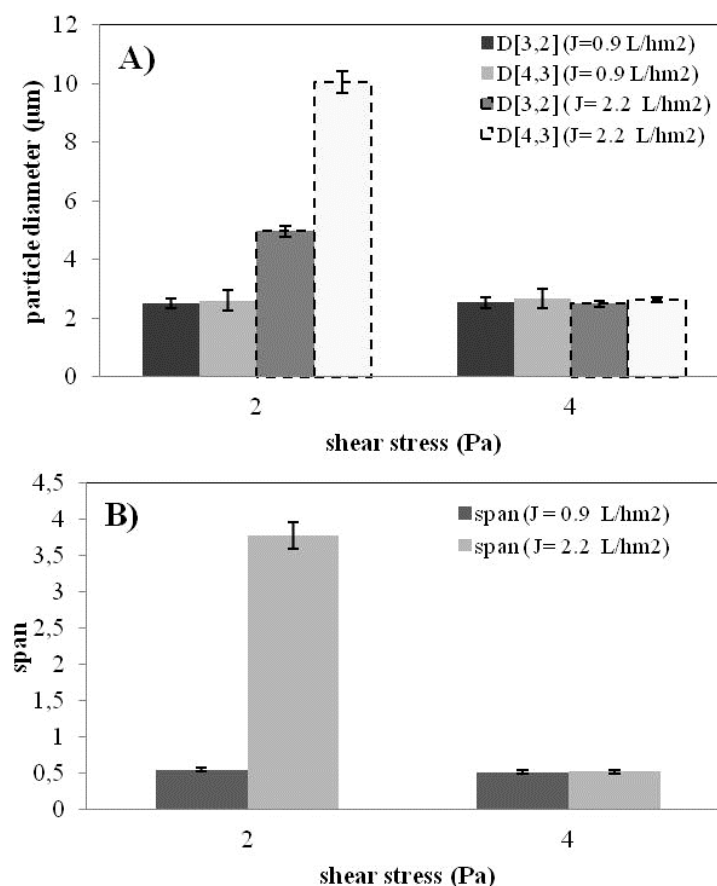 A)
12
10
8
6
4
2
0
particle diameter (µm)
D[3,2] (J=0.9 L/hm2)
D[4,3] (J=0.9 L/hm2)
D[3,2] (J= 2.2 L/hm2)
D[4,3] (J= 2.2 L/hm2)
2 4
shear stress (Pa)
B)
4,5
4
3,5
3
2,5
2
1,5
1
0,5
0
span
span (J= 0.9 L/hm2)
span (J= 2.2 L/hm2)
2 4
shear stress (Pa)